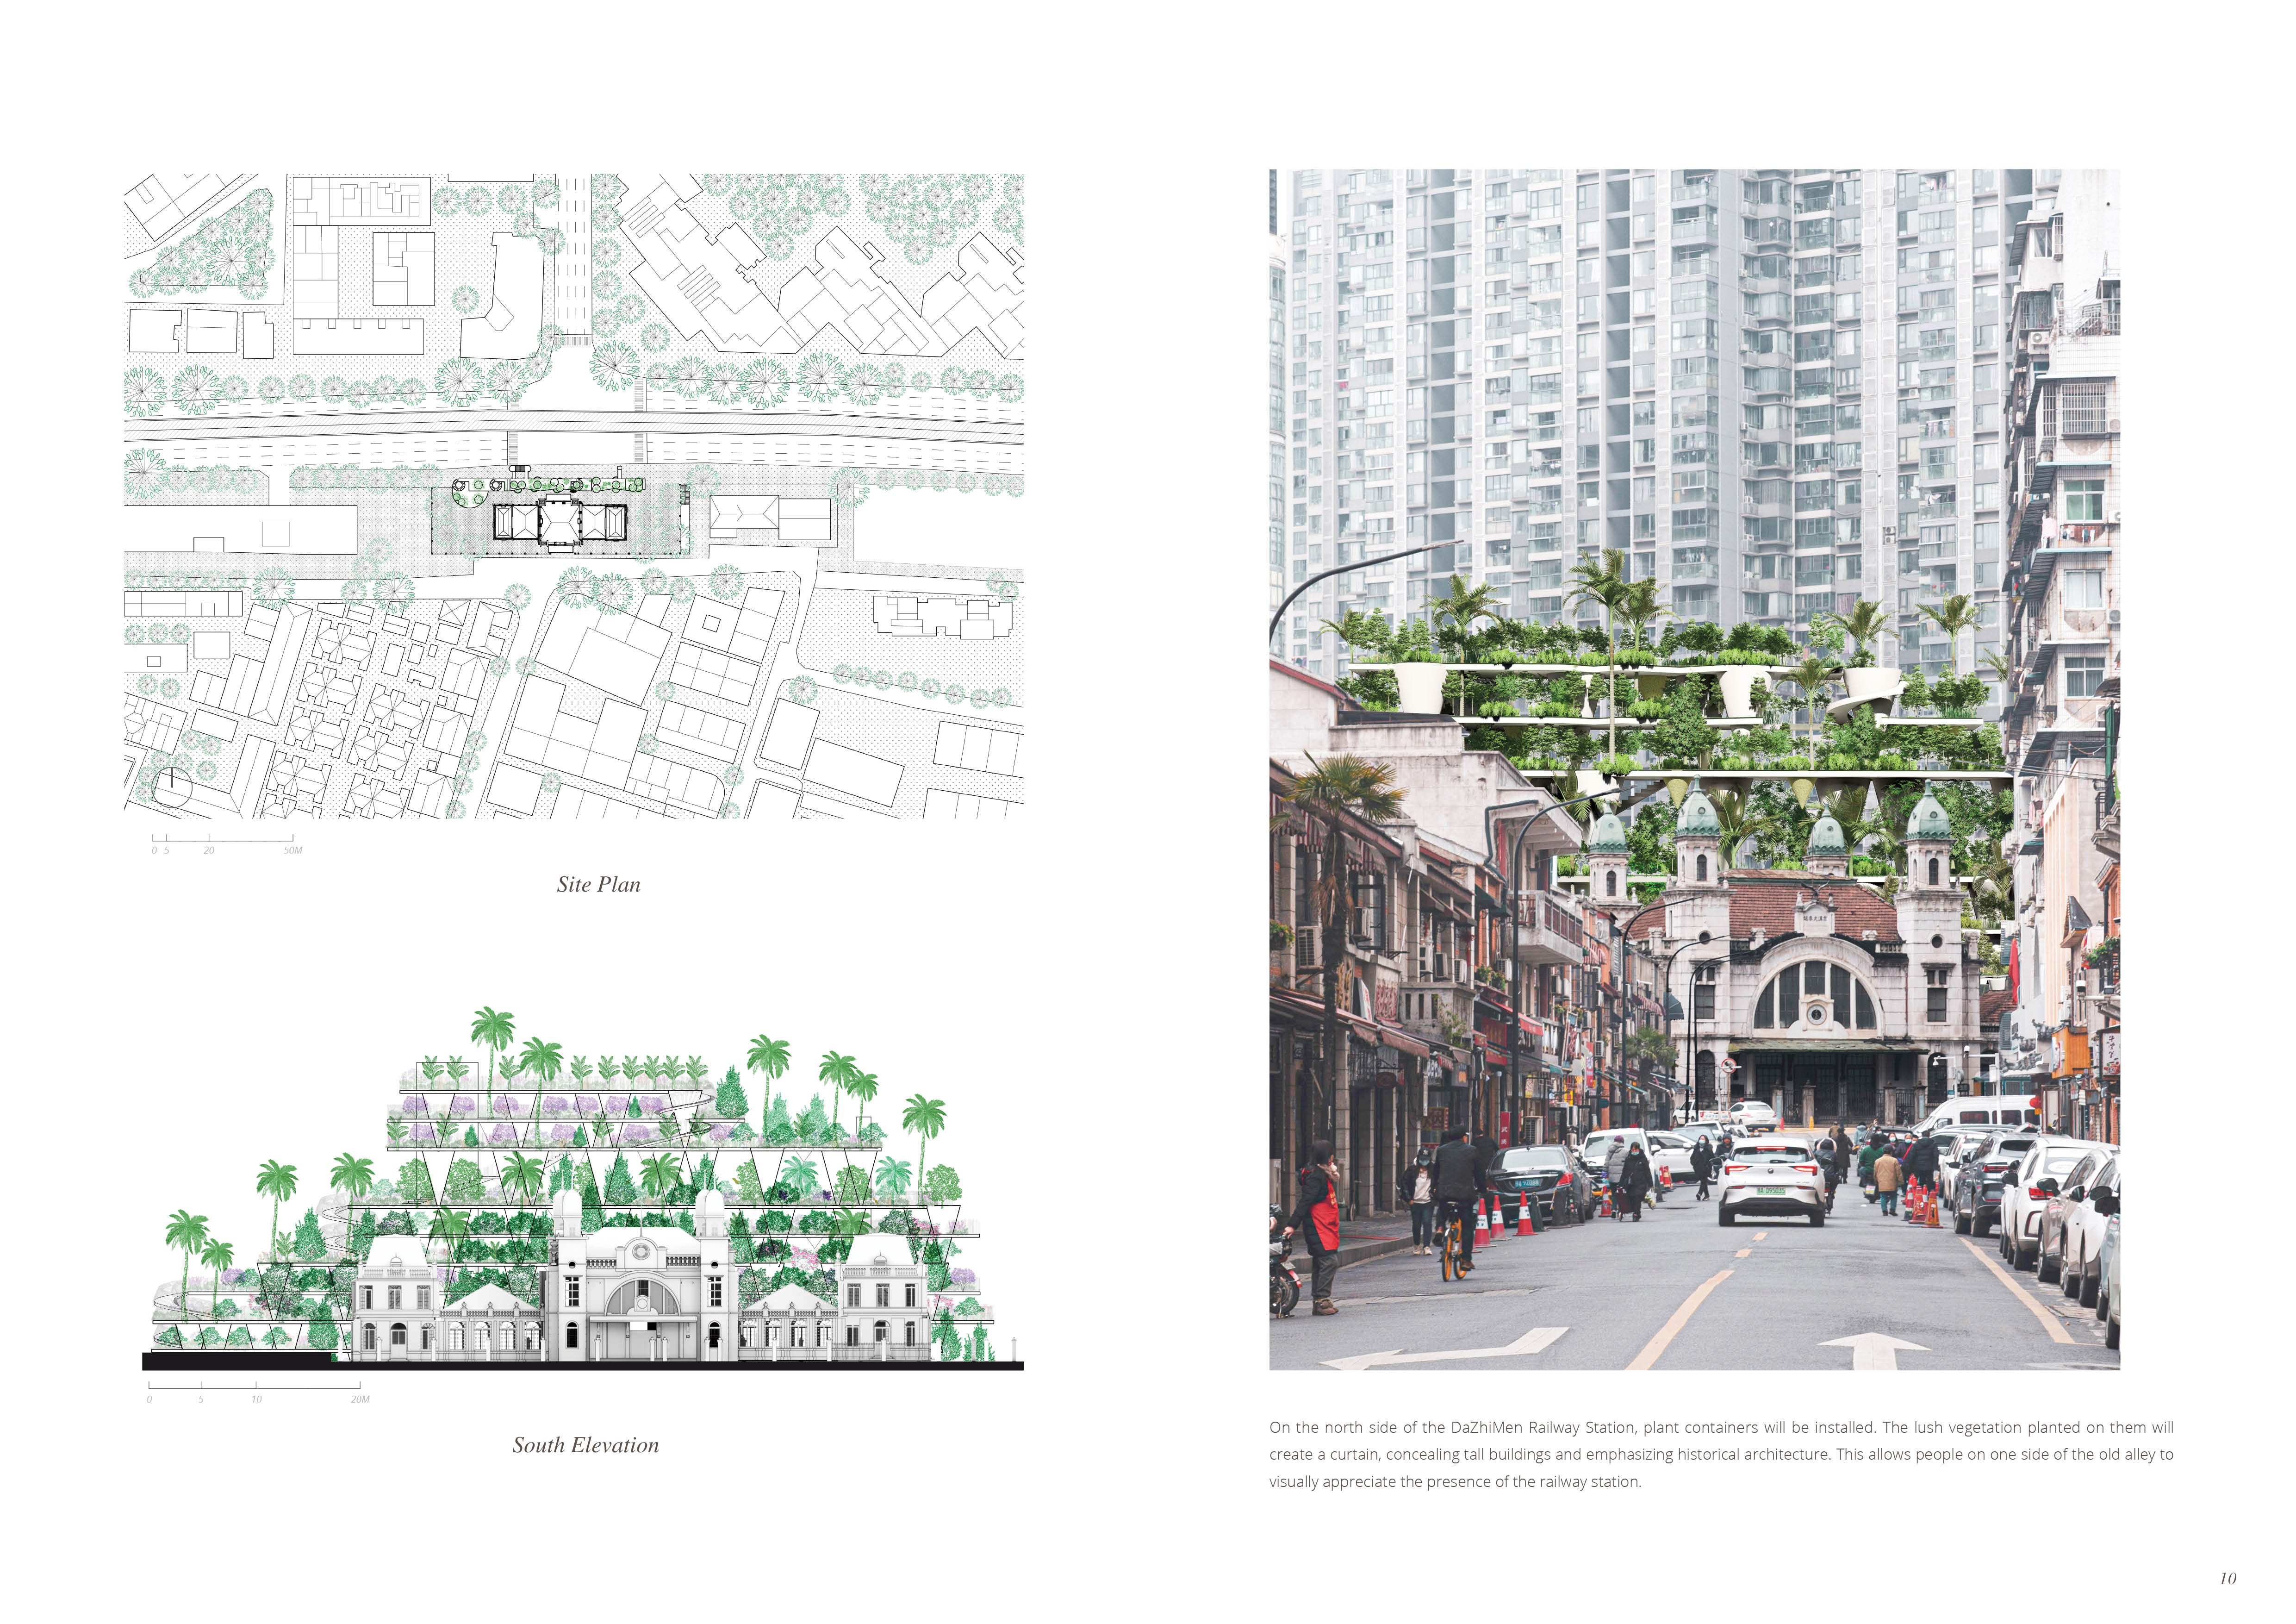 0 5 20 50M
Site Plan
0 5 10 20M
South Elevation
On the north side of the DaZhiMen Railway Station, plant containers will be installed. The lush vegetation planted on them will
create a curtain, concealing tall buildings and emphasizing historical architecture. This allows people on one side of the old alley to
visually appreciate the presence of the railway station.
10